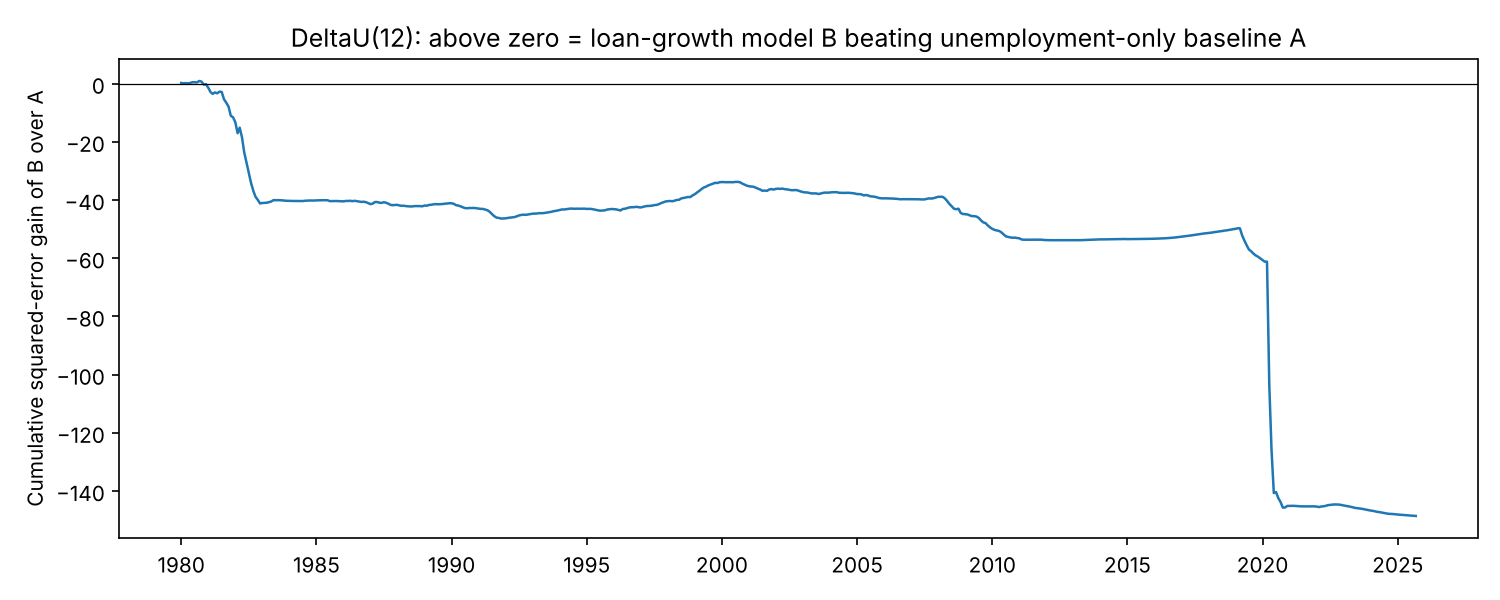 DeltaU(12): above zero = loan-growth model B beating unemployment-only baseline A
Cumulative squared-error gain of B over A
0
−20
−40
−60
−80
−100
−120
−140
1980 1985 1990 1995 2000 2005 2010 2015 2020 2025